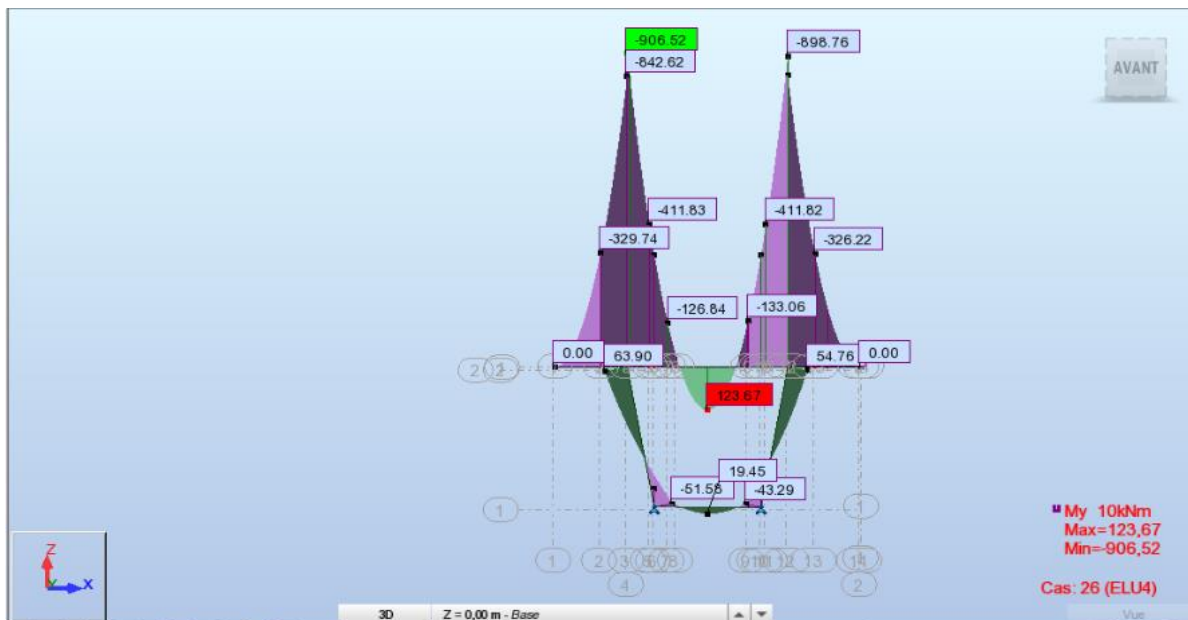 -906.52
-898.76
-842.62
AVANT
-411.83
-411.82
-329.74
-326.22
-126.84
-133.06
0.00
63.90
54.76
0.00
2
2
123.67
19.45
-51.58
-43.29
1
1
My 10kNm
Max=123,67
Min=-906,52
1
2
3
13
14
4
2
Cas: 26 (ELU4)
Z
X
3D
Z = 0,00 m - Base
Vue